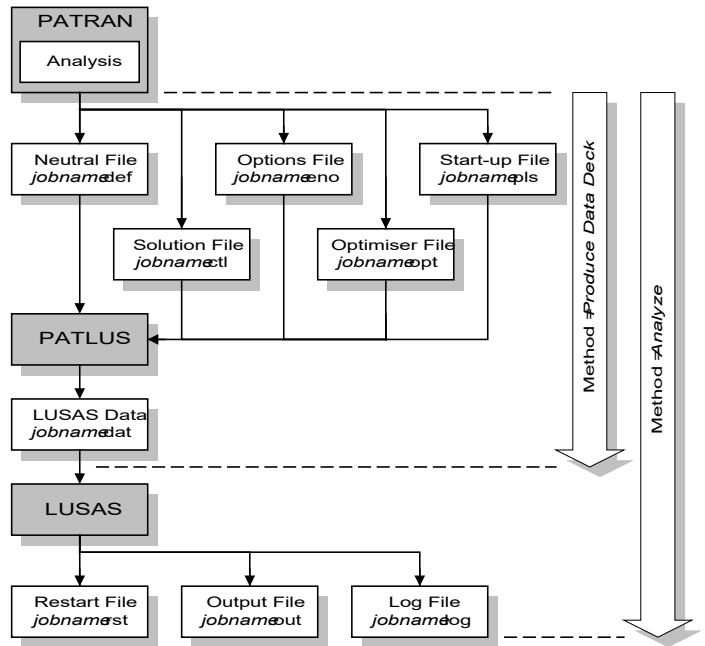 PATRAN
Analysis
Neutral File
jobname.def
Options File
jobname.eno
Start-up File
jobname.pls
Solution File
jobname.ctl
Optimiser File
jobname.opt
PATLUS
LUSAS Data
jobname.dat
LUSAS
Restart File
jobname.rst
Output File
jobname.out
Log File
jobname.log
Method =Produce Data Deck
Method =Analyze